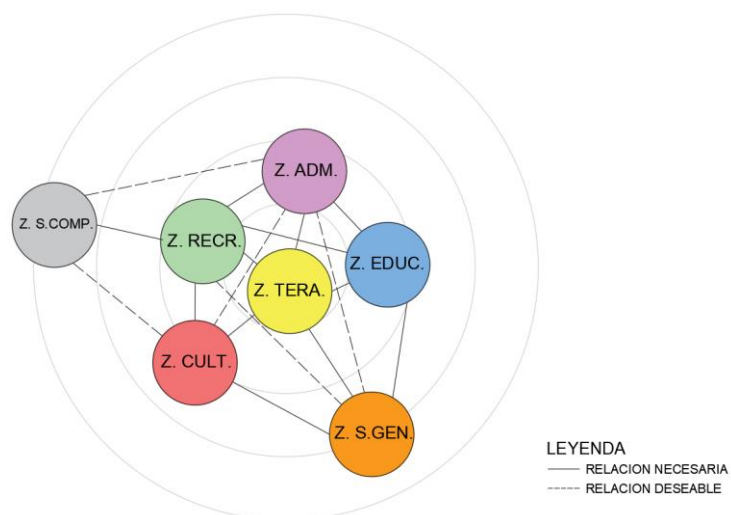 Z. ADM.
Z. S.COMP.
Z. RECR.
Z. EDUC.
Z. TERA.
Z. CULT.
Z. S.GEN.
LEYENDA
RELACION NECESARIA
RELACION DESEABLE